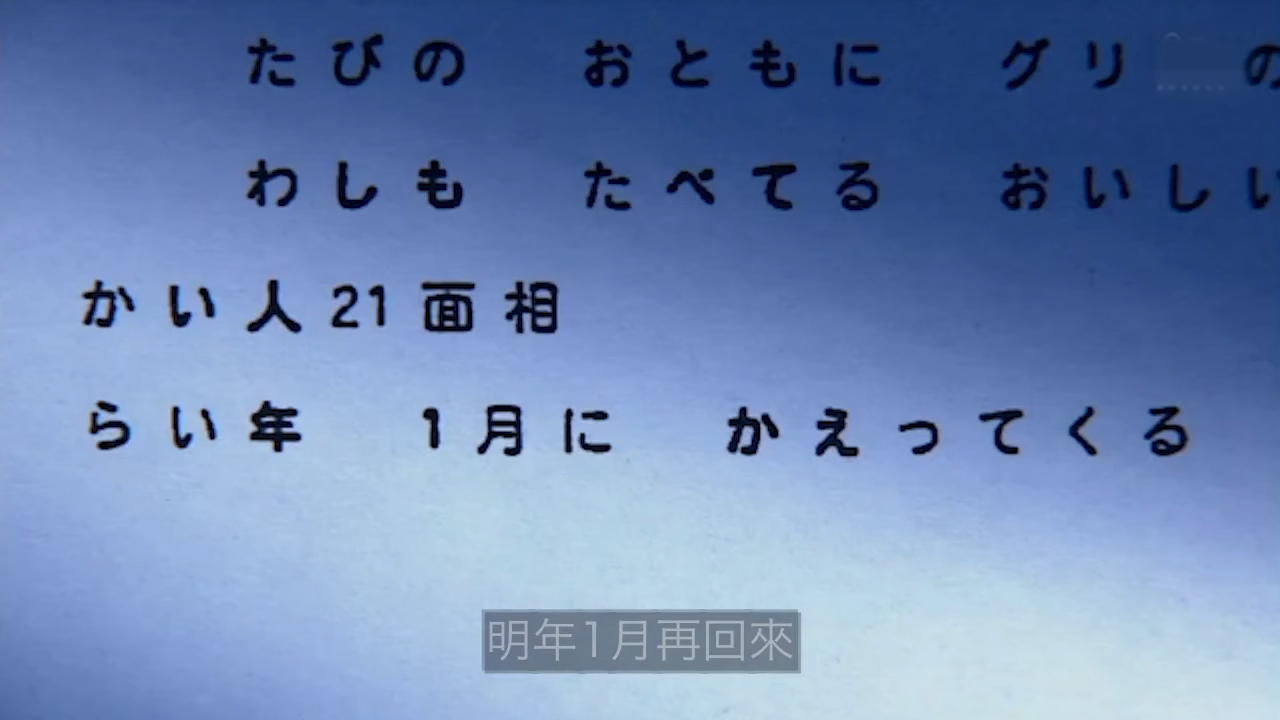 たびの おともに グリ の
わしも たべてる おいしい
かい人21面相
らい年 1月に かえってくる
明年1月再回來